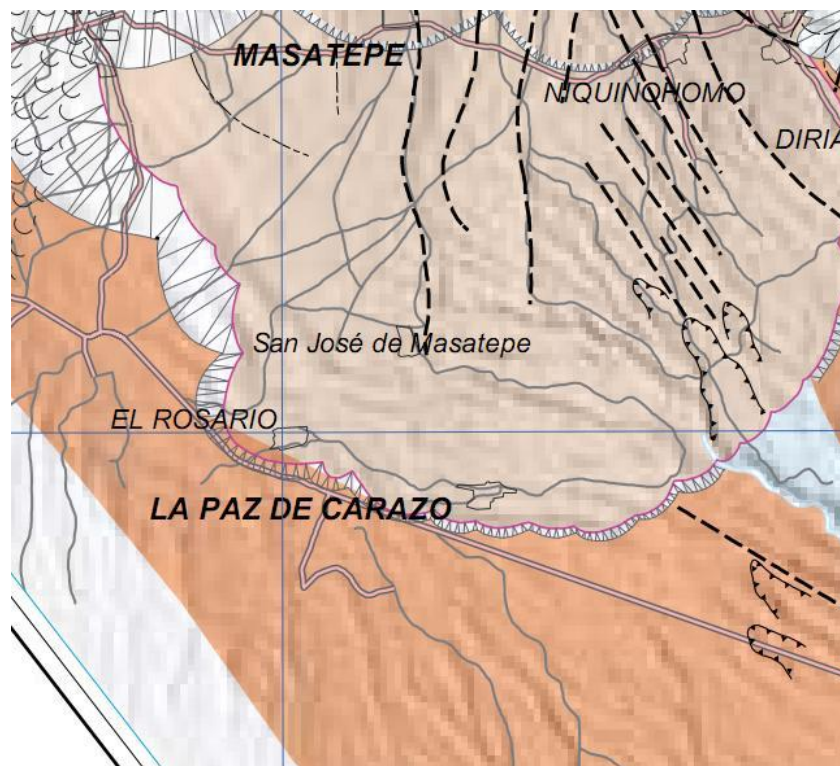 MASATEPE
NIQUINOHOMO
DIRIA
San José de Masatepe
EL ROSARIO
LA PAZ DE CARAZO